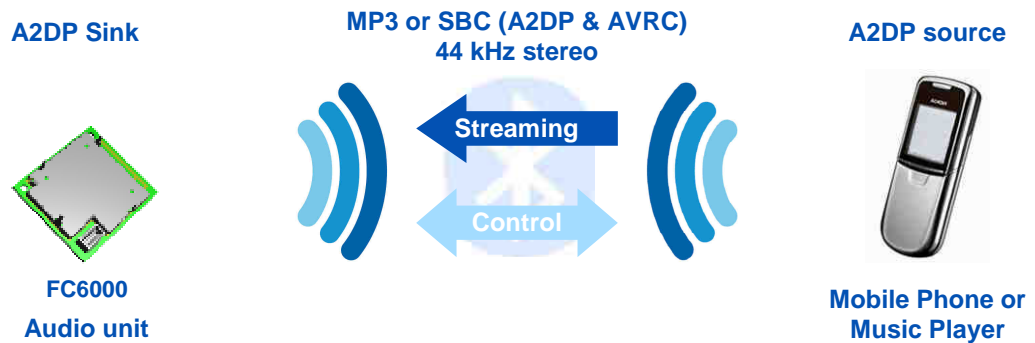 A2DP Sink
MP3 or SBC (A2DP & AVRC)
44 kHz stereo
A2DP source
Streaming
Control
FC6000
Audio unit
Mobile Phone or
Music Player